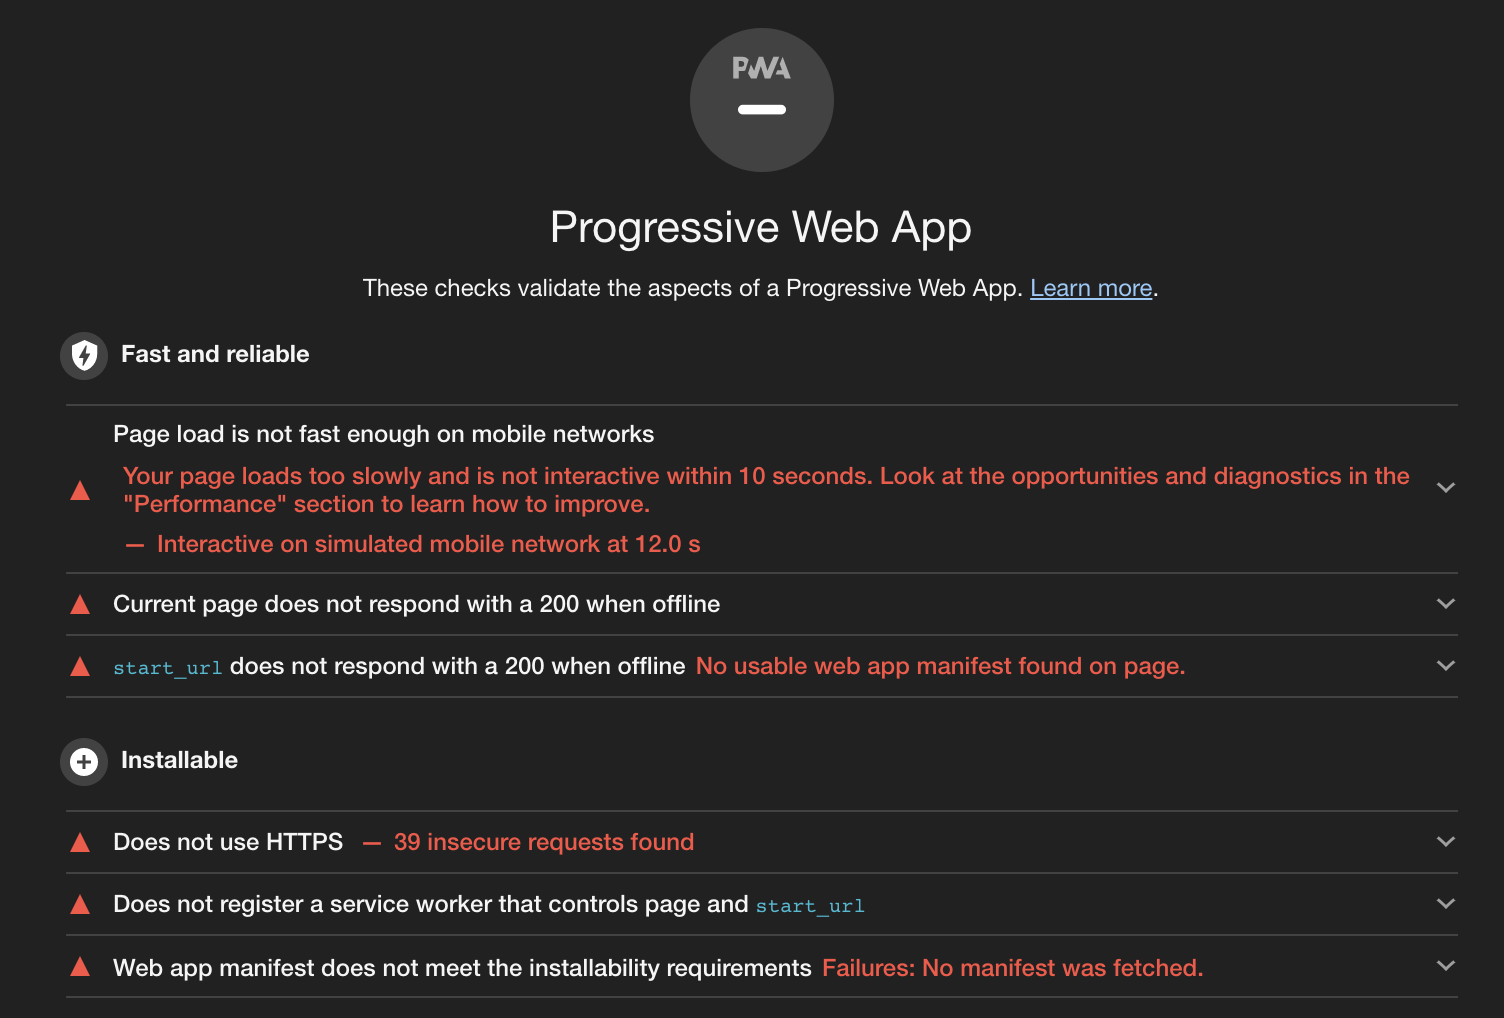 PWA
Progressive Web App
These checks validate the aspects of a Progressive Web App. Learn more.
Fast and reliable
Page load is not fast enough on mobile networks
Your page loads too slowly and is not interactive within 10 seconds. Look at the opportunities and diagnostics in the
"Performance" section to learn how to improve.
— Interactive on simulated mobile network at 12.0 s
Current page does not respond with a 200 when offline
start_url does not respond with a 200 when offline No usable web app manifest found on page.
Installable
Does not use HTTPS — 39 insecure requests found
Does not register a service worker that controls page and start_url
Web app manifest does not meet the installability requirements Failures: No manifest was fetched.